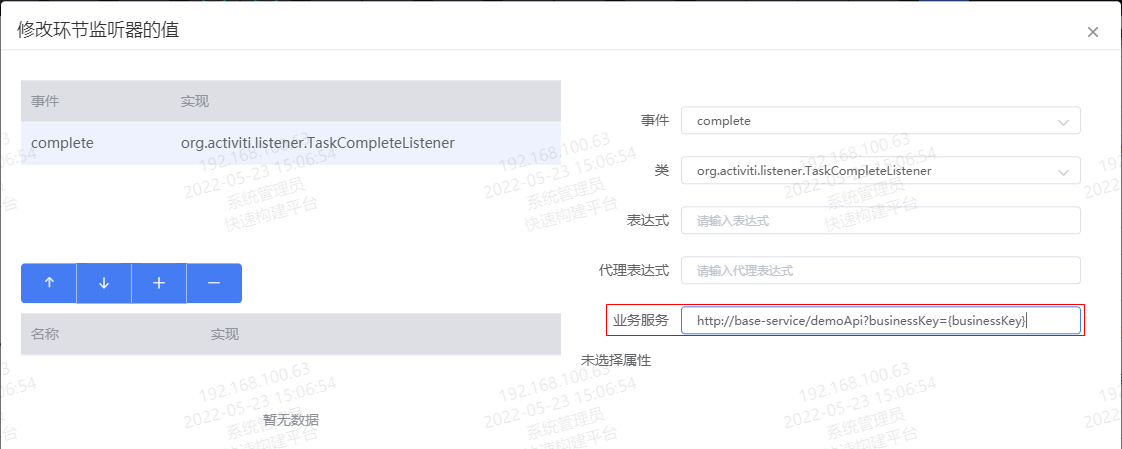 修改环节监听器的值
事件 实现
complete org.activiti.listener.TaskCompleteListener
事件 complete
类 org.activiti.listener.TaskCompleteListener
表达式 请输入表达式
代理表达式 请输入代理表达式
业务服务 http://base-service/demoApi?businessKey={businessKey}
未选择属性
名称 实现
暂无数据
192.168.100.63
2022-05-23 15:06:54
系统管理员
快速构建平台
192.168.100.63
2022-05-23 15:06:54
系统管理员
快速构建平台
192.168.100.63
2022-05-23 15:06:54
系统管理员
快速构建平台
192.168.100.63
2022-05-23 15:06:54
系统管理员
快速构建平台
192.168.100.63
2022-05-23 15:06:54
系统管理员
快速构建平台
192.168.100.63
2022-05-23 15:06:54
系统管理员
快速构建平台